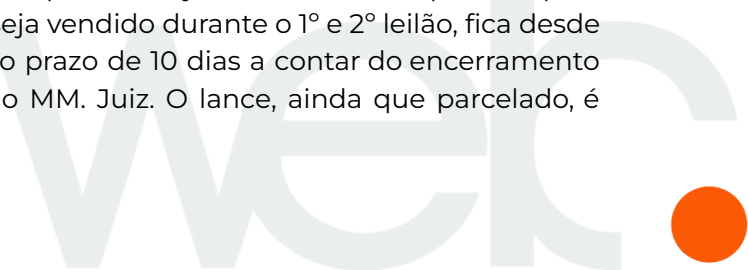 seja vendido durante o 1º e 2º leilão, fica desde
o prazo de 10 dias a contar do encerramento
o MM. Juiz. O lance, ainda que parcelado, é
web